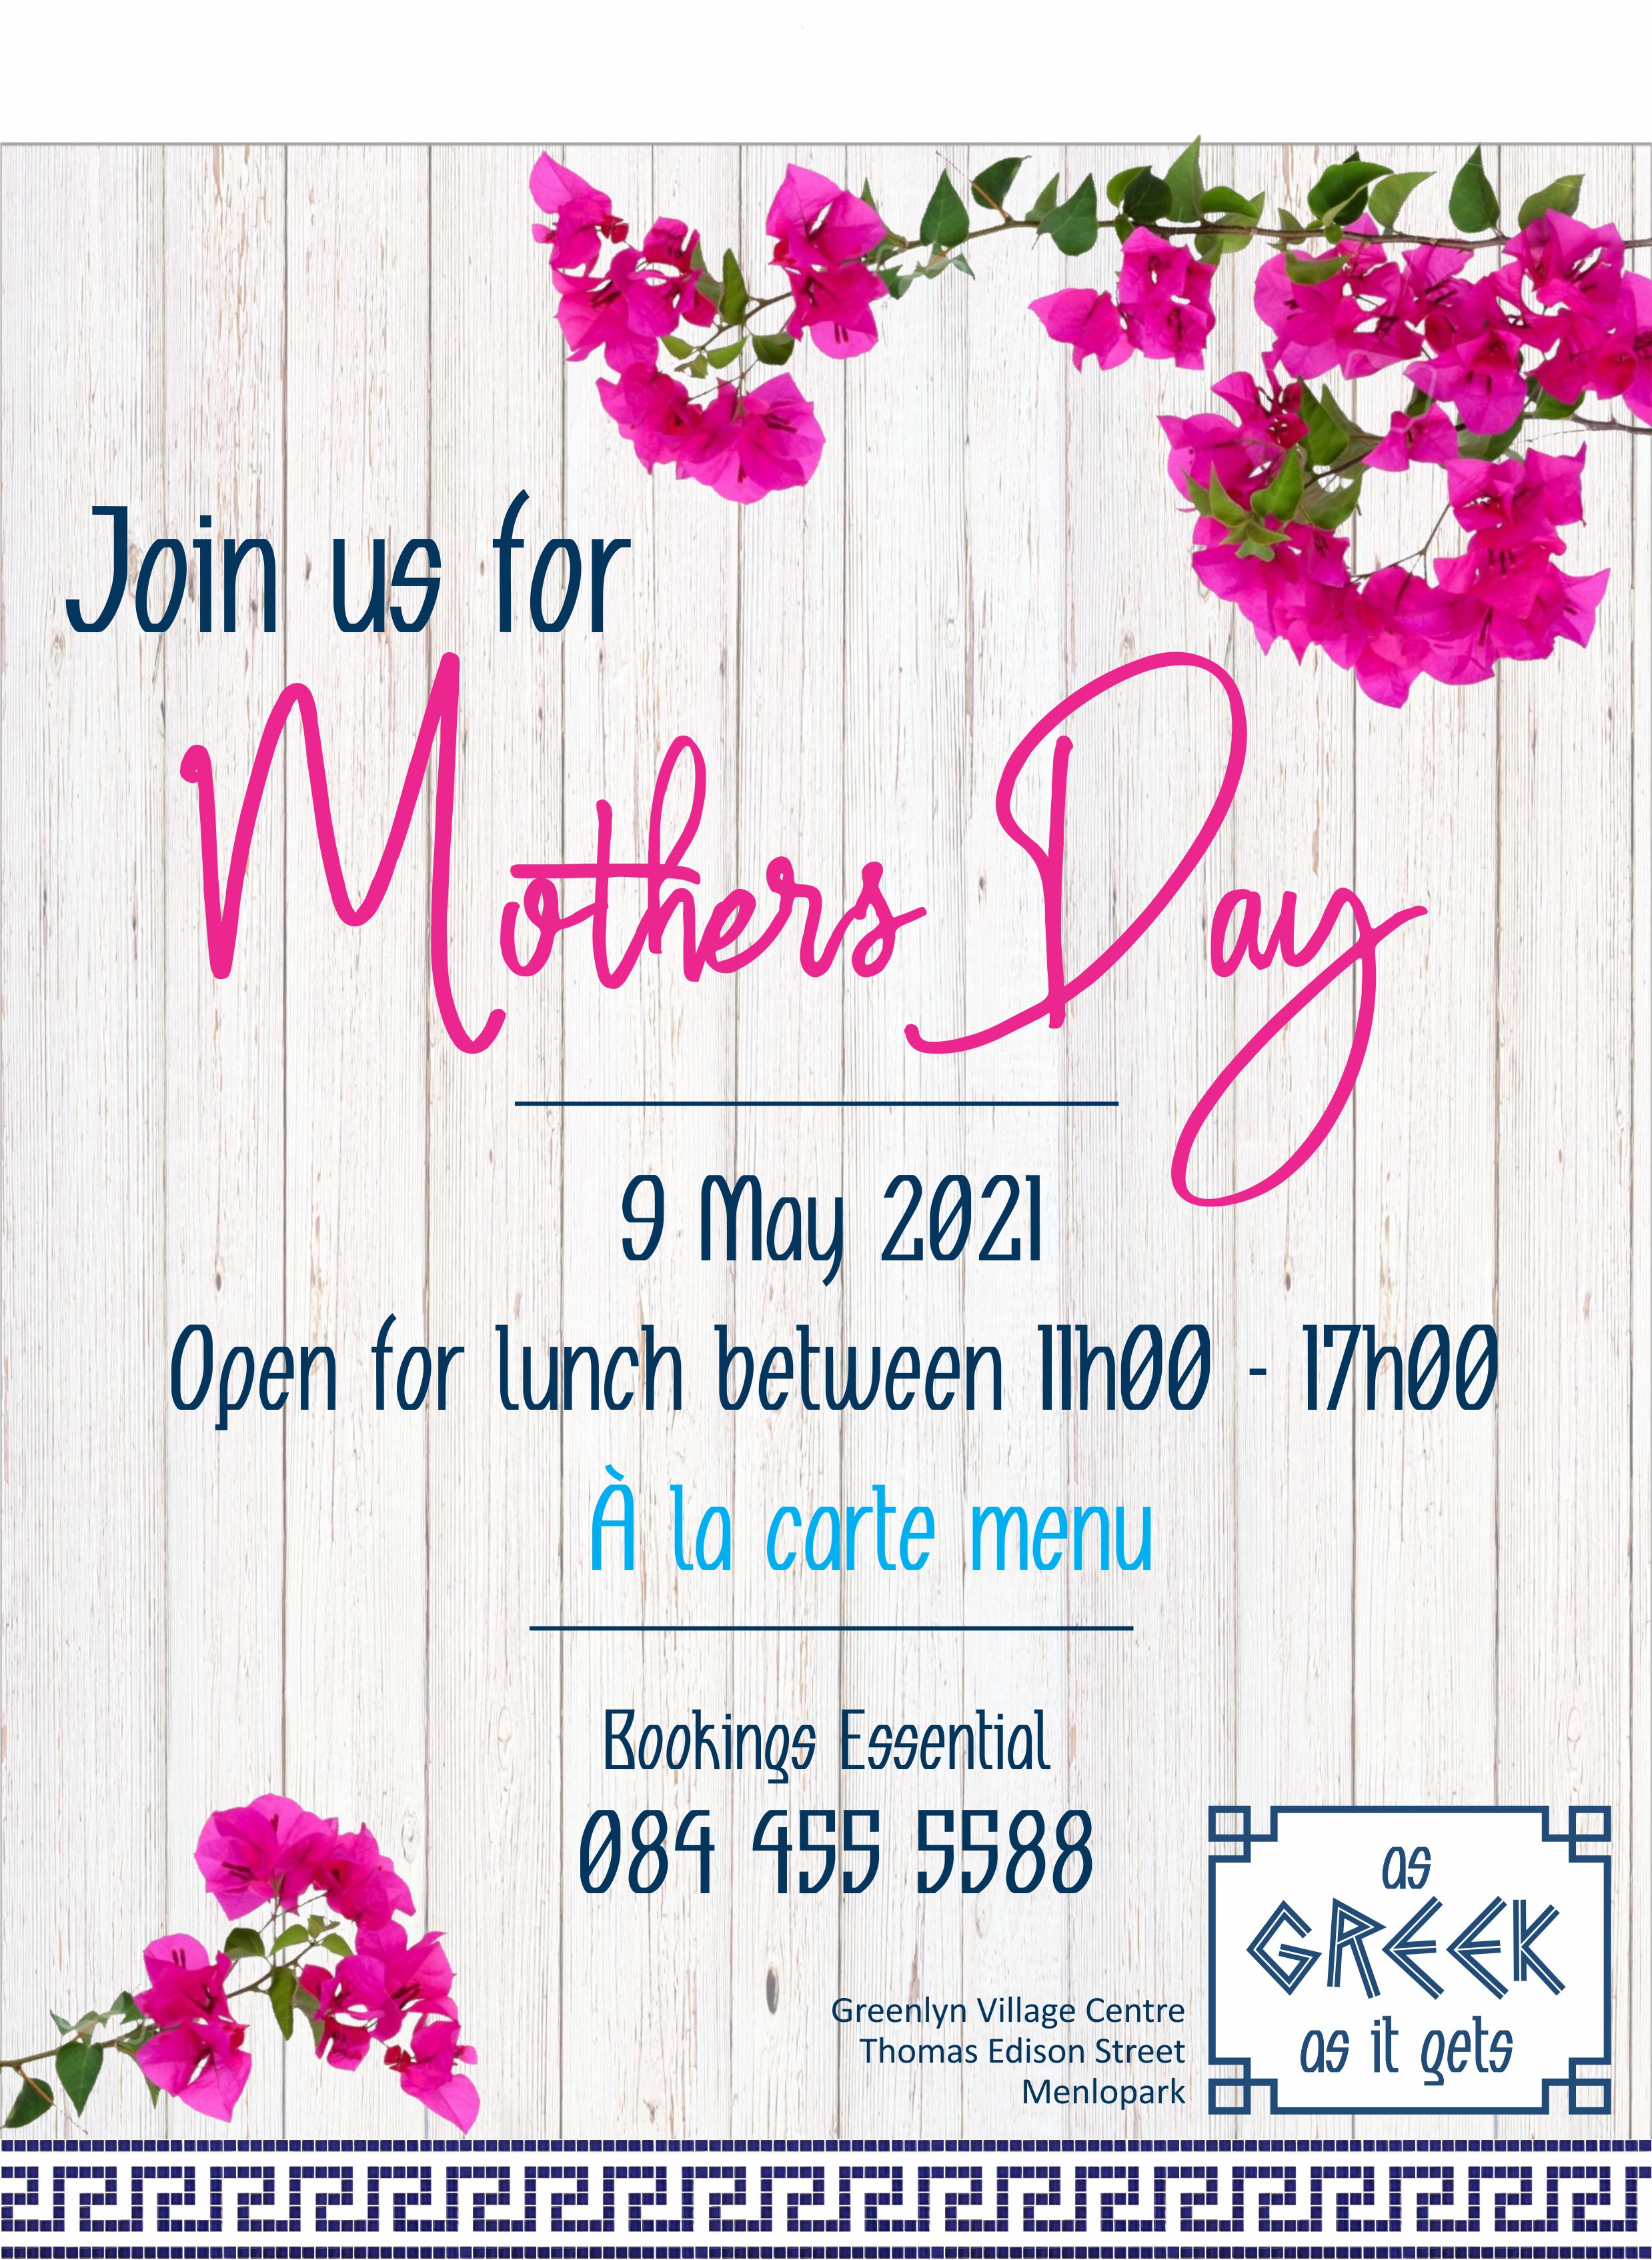 Join us for
Mothers Day
9 May 2021
Open for lunch between 11h00 - 17h00
À la carte menu
Bookings Essential
084 455 5588
Greenlyn Village Centre
Thomas Edison Street
Menlopark
as
GREEK
as it gets